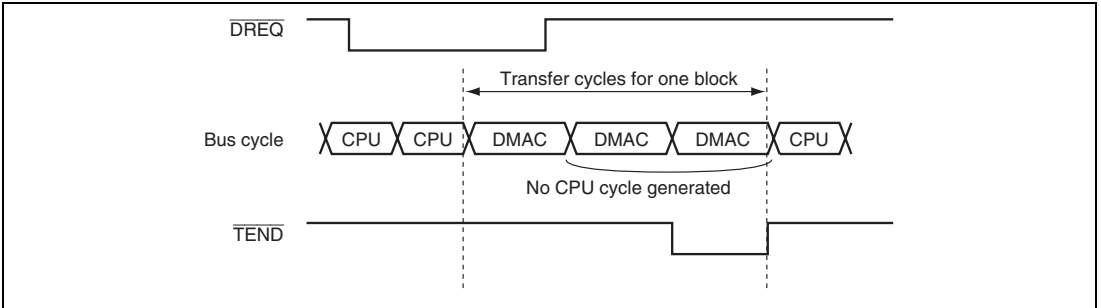 DREQ
Transfer cycles for one block
Bus cycle CPU CPU DMAC DMAC DMAC CPU
No CPU cycle generated
TEND